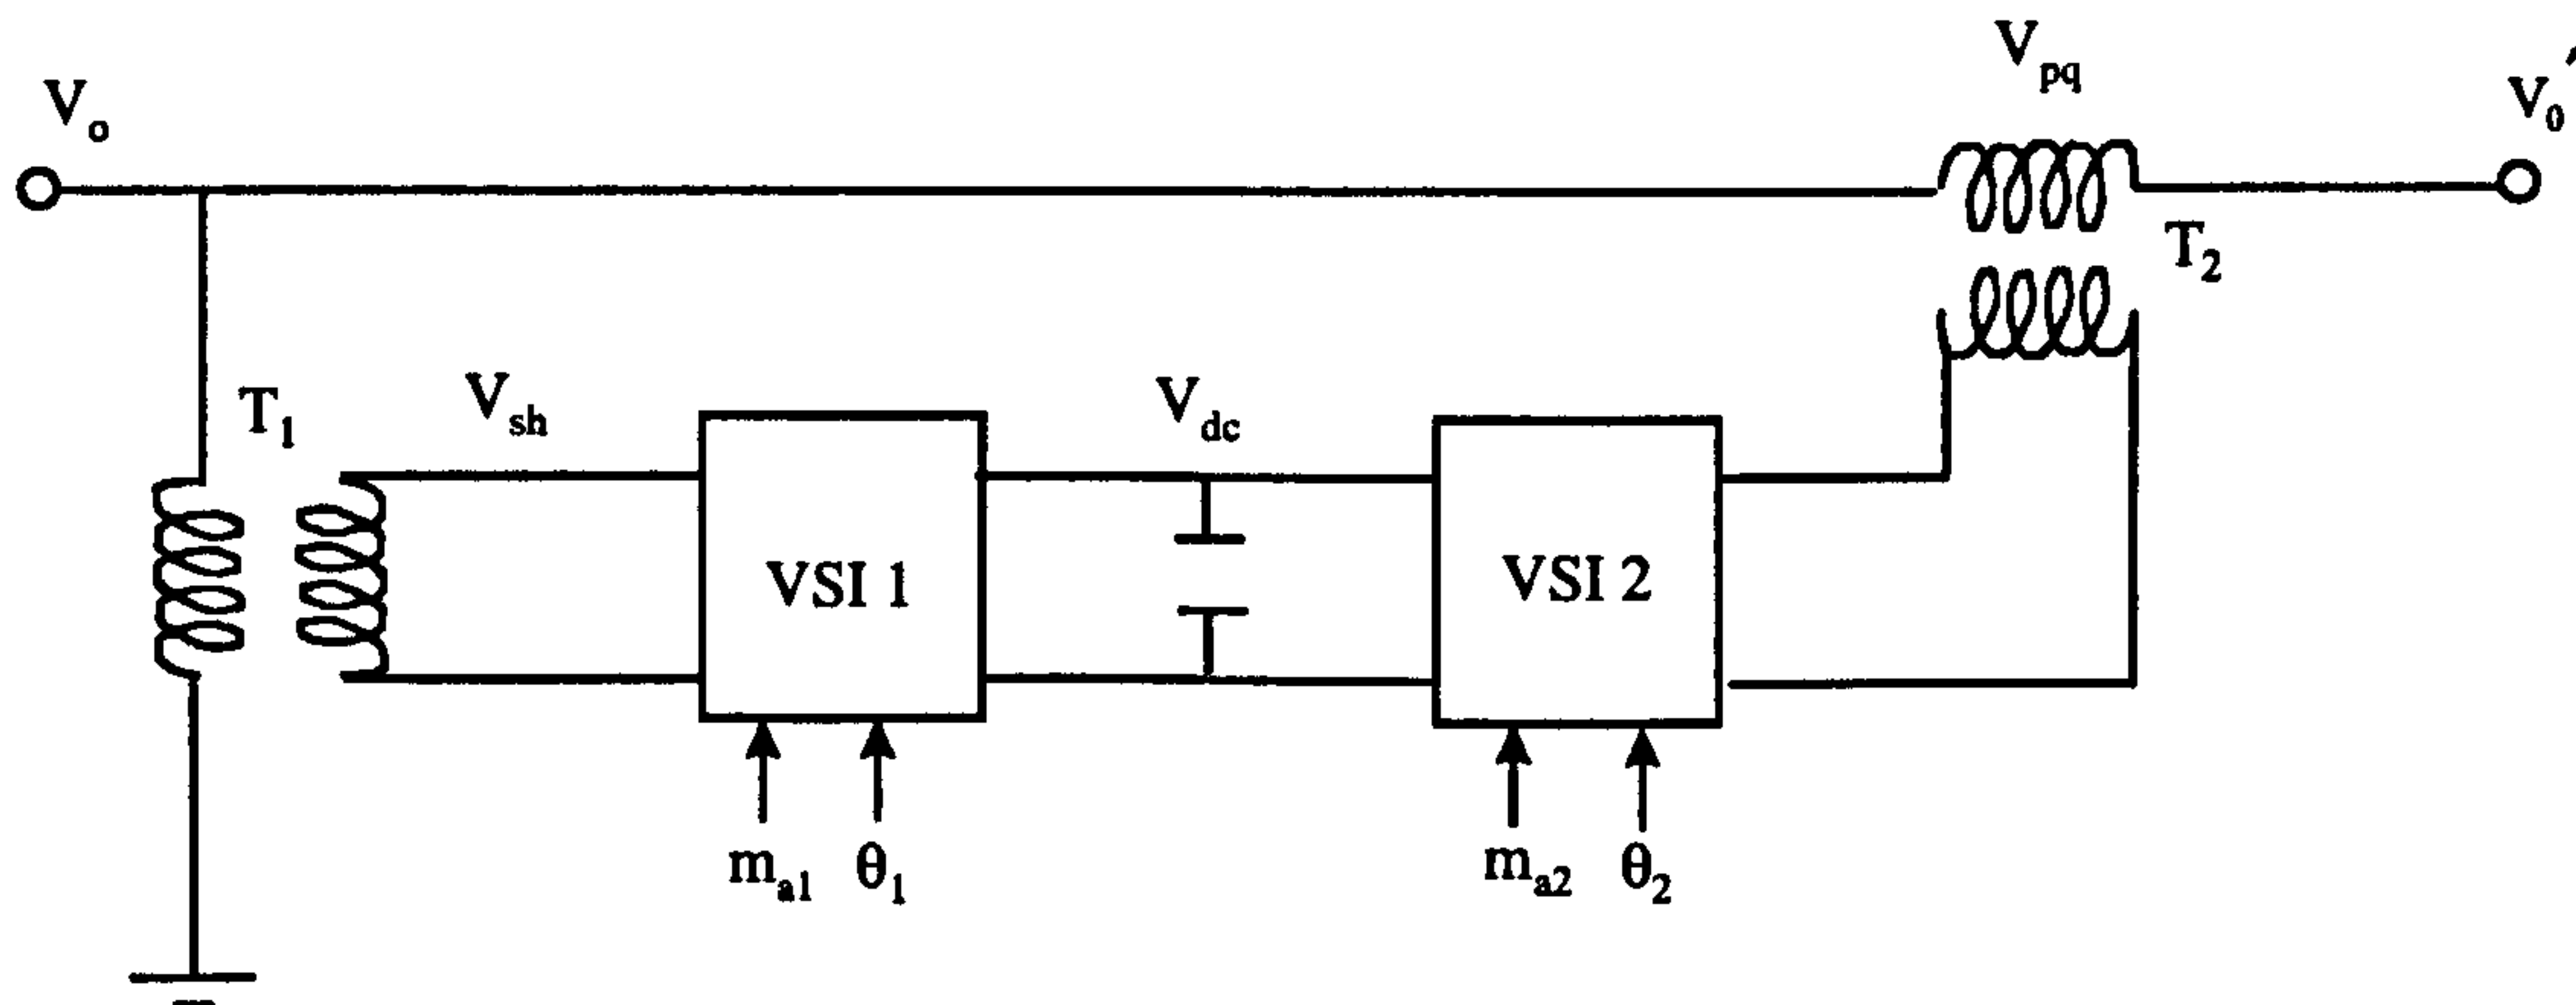 V_o
V_pq
V_0'
T_2
T_1
V_sh
V_dc
VSI 1
VSI 2
m_a1 θ_1
m_a2 θ_2